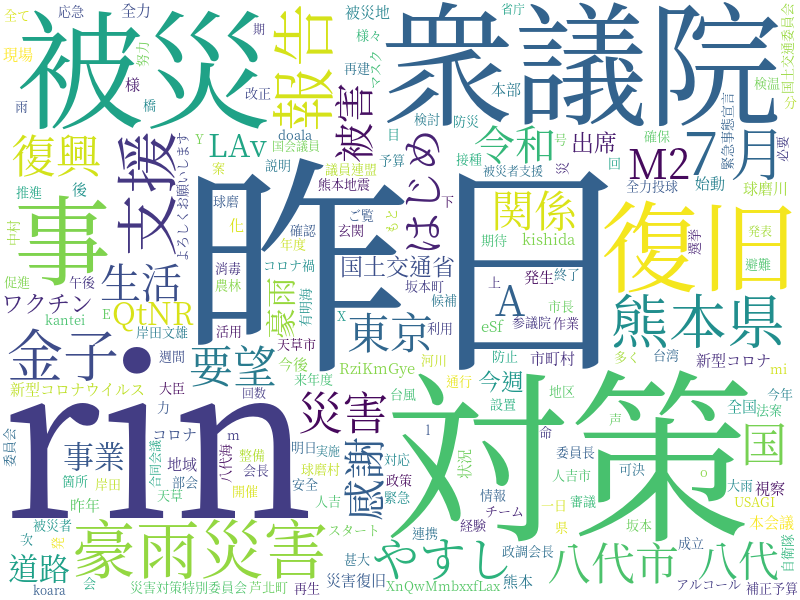 全て 応急 全力 被災地 省庁
被災 報告 衆議院
現場 努力 様々 期 マスク
様 再建 本部 検温 国土交通委員会
雨 橋 改正 被害 検討 防災 分
復興 支援 LAv doala 国会議員 はじめ 目 令和 出席 号 確保 緊急事態宣言 必要
Y 案 説明 議員連盟 予算 接種 被災者支援 災 回 M2 7月
推進 後 よろしくお願いします 熊本地震 下 全力投球 始動 球磨川
事 球磨 ご覧 もと 昨日 関係 復旧 選挙 発表
中村 化 確認 玄関 年度 期待 kishida 避難
促進 午後 消毒 コロナ禍 国土交通省 上 発生 終了
生活 農林 豪雨 有明海 坂本町 候補 A 市長
ワクチン E QtNR 活用 X 東京 利用 eSf 参議院 作業 熊本県
kantei 岸田文雄 天草市 防止 市町村 多く 台湾 新型コロナ
金子 週間 要望 今後 RziKmGye 河川 今週 地区 mi
新型コロナウイルス 大臣 回数 来年度 台風 通行 設置 全国 法案 今年
rin • 力 災害 対策 声 国
委員会 コロナ m 明日 実施 感謝 l 命 委員長 o 大雨 視察
事業 合同会議 地域 八代海 整備 会長 対応 状況 人吉市 可決 USAGI
箇所 岸田 部会 球磨村 安全 政策 情報 審議 本会議
昨年 天草 開催 人吉 緊急 チーム 一日 県 坂本
被災者 豪雨災害 スタート 経験 連携 成立 自衛隊
次 発 やすし 八代市 八代
道路 会 甚大 政調会長
koara 災害対策特別委員会 芦北町 再生 災害復旧 熊本 XnQwMmbxxfLax アルコール 補正予算